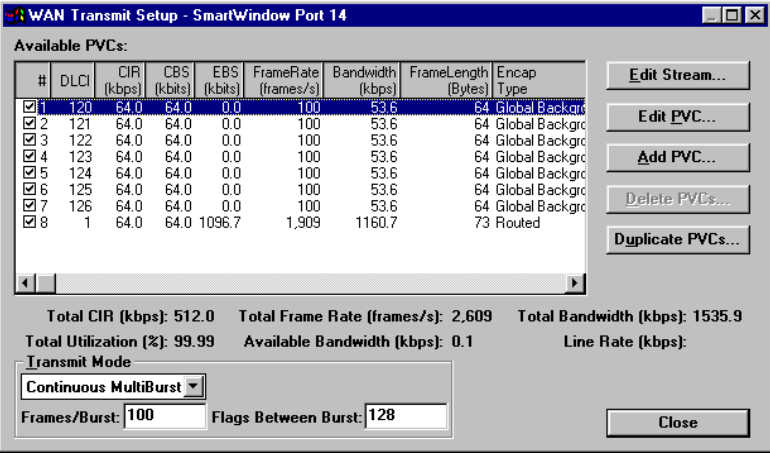 WAN Transmit Setup - SmartWindow Port 14
Available PVCs:
# DLCI CIR (kbps) CBS (kbits) EBS (kbits) FrameRate (frames/s) Bandwidth (kbps) FrameLength (Bytes) Encap Type
1 120 64.0 64.0 0.0 100 53.6 64 Global Backgro
2 121 64.0 64.0 0.0 100 53.6 64 Global Backgro
3 122 64.0 64.0 0.0 100 53.6 64 Global Backgro
4 123 64.0 64.0 0.0 100 53.6 64 Global Backgro
5 124 64.0 64.0 0.0 100 53.6 64 Global Backgro
6 125 64.0 64.0 0.0 100 53.6 64 Global Backgro
7 126 64.0 64.0 0.0 100 53.6 64 Global Backgro
8 1 64.0 64.0 1096.7 1,909 1160.7 73 Routed
Edit Stream...
Edit PVC...
Add PVC...
Delete PVCs...
Duplicate PVCs...
Total CIR (kbps): 512.0 Total Frame Rate (frames/s): 2,609 Total Bandwidth (kbps): 1535.9
Total Utilization (%): 99.99 Available Bandwidth (kbps): 0.1 Line Rate (kbps):
Transmit Mode
Continuous MultiBurst
Frames/Burst: 100 Flags Between Burst: 128
Close